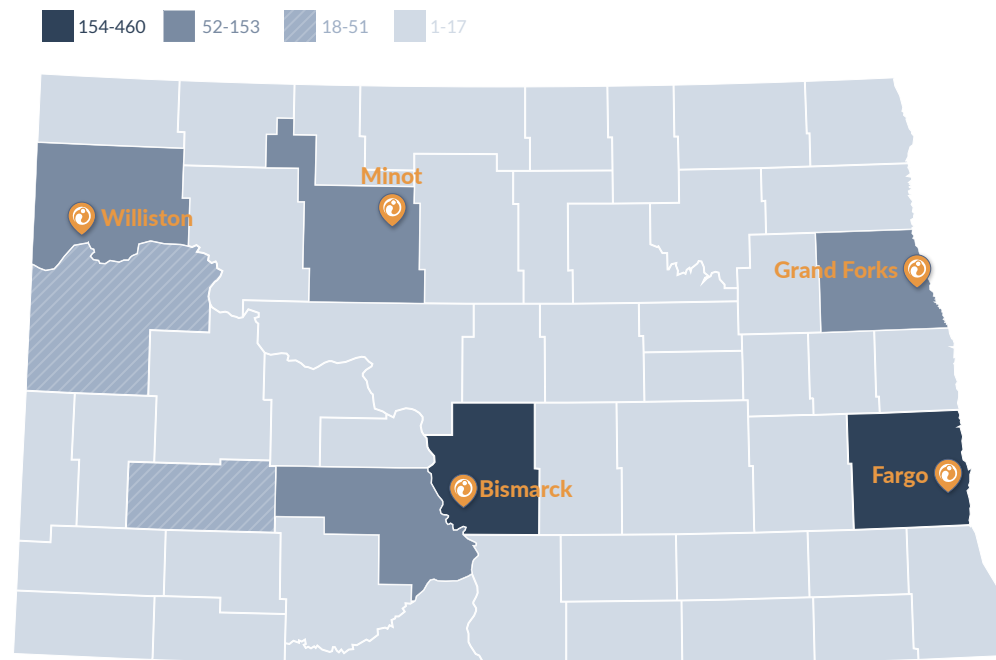 154-460 52-153 18-51 1-17
Minot
Williston
Grand Forks
Fargo
Bismarck